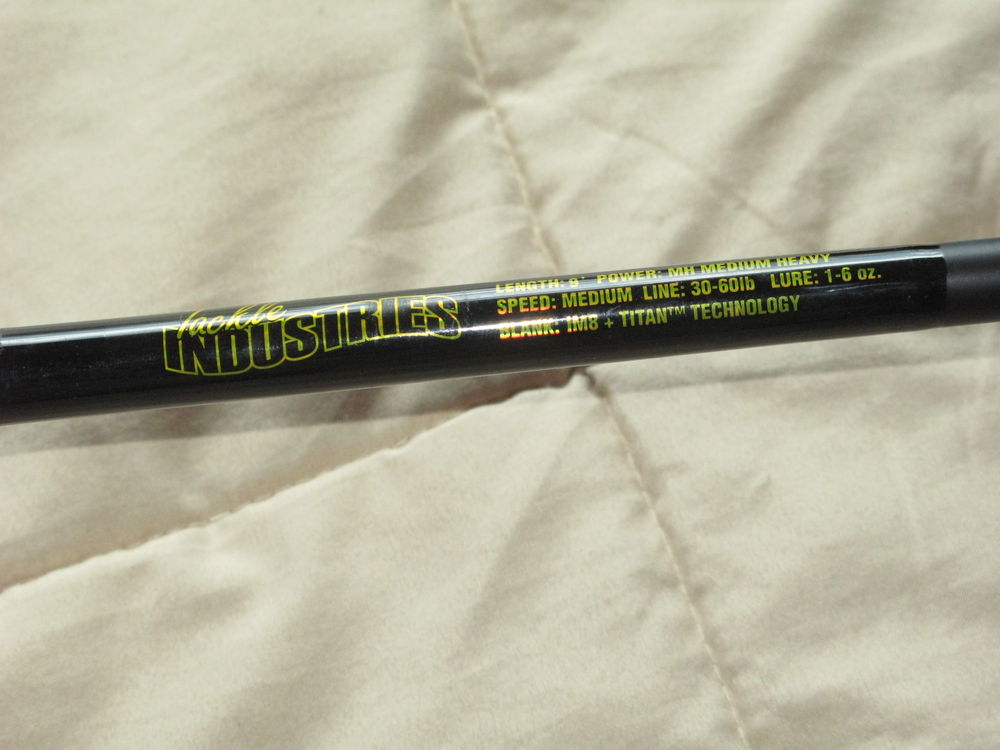 Tackle
INDUSTRIES
LENGTH: 9' POWER: MH MEDIUM HEAVY
SPEED: MEDIUM LINE: 30-60lb LURE: 1-6 oz.
BLANK: IM8 + TITAN™ TECHNOLOGY